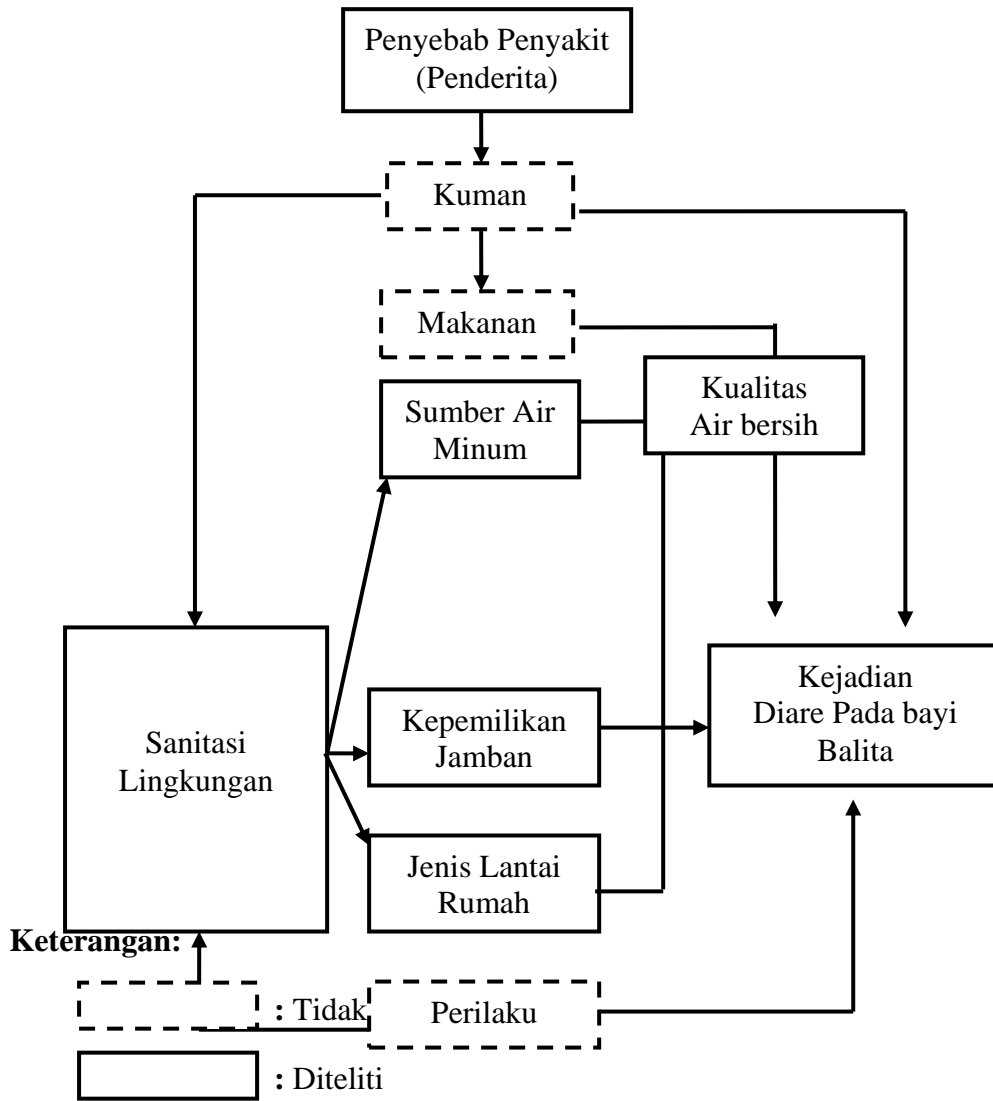 Penyebab Penyakit
(Penderita)
Kuman
Makanan
Sumber Air
Minum
Kualitas
Air bersih
Sanitasi
Lingkungan
Kepemilikan
Jamban
Kejadian
Diare Pada bayi
Balita
Jenis Lantai
Rumah
Keterangan:
: Tidak
Perilaku
: Diteliti